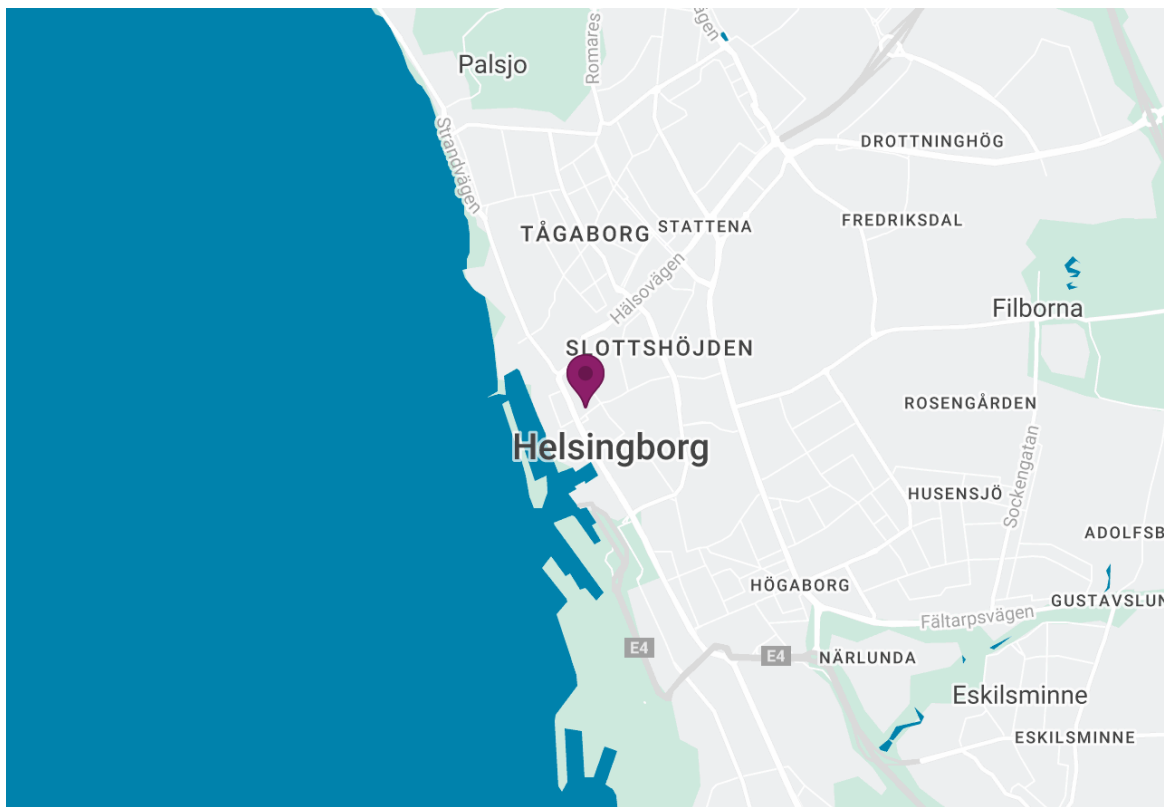 Palsjo
Romares
vägen
Strandvägen
DROTTNINGHÖG
TÅGABORG
STATTENA
FREDRIKSDAL
Hälsovägen
Filborna
SLOTTSHÖJDEN
ROSENGÅRDEN
Helsingborg
Sockengatan
HUSENSJÖ
ADOLFSB
HÖGABORG
GUSTAVSLUN
Fältarpsvägen
E4
E4
NÄRLUNDA
Eskilsminne
ESKILSMINNE